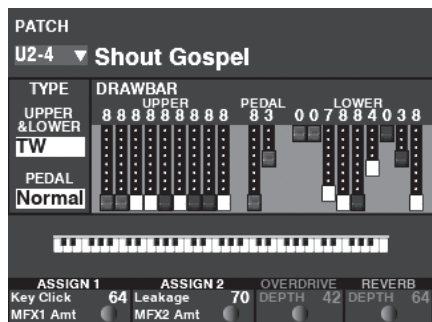 PATCH
U2-4 ▼ Shout Gospel
TYPE DRAWBAR
UPPER PEDAL LOWER
UPPER &LOWER 8 8 8 8 8 8 8 8 8 8 3 0 0 7 8 8 4 0 3 8
TW
PEDAL
Normal
ASSIGN 1 ASSIGN 2 OVERDRIVE REVERB
Key Click 64 Leakage 70 DEPTH 42 DEPTH 64
MFX1 Amt MFX2 Amt